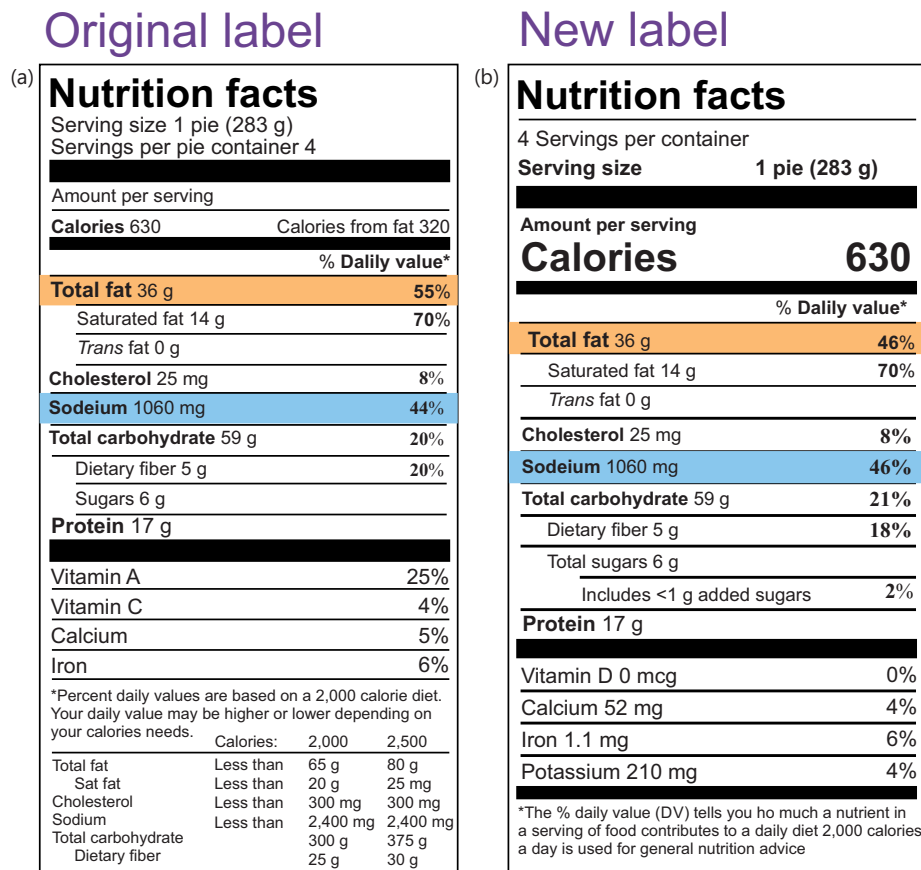 Original label
(a)
Nutrition facts
Serving size 1 pie (283 g)
Servings per pie container 4
Amount per serving
Calories 630 Calories from fat 320
% Dalily value*
Total fat 36 g 55%
Saturated fat 14 g 70%
Trans fat 0 g
Cholesterol 25 mg 8%
Sodeium 1060 mg 44%
Total carbohydrate 59 g 20%
Dietary fiber 5 g 20%
Sugars 6 g
Protein 17 g
Vitamin A 25%
Vitamin C 4%
Calcium 5%
Iron 6%
*Percent daily values are based on a 2,000 calorie diet.
Your daily value may be higher or lower depending on
your calories needs.
Calories: 2,000 2,500
Total fat Less than 65 g 80 g
Sat fat Less than 20 g 25 mg
Cholesterol Less than 300 mg 300 mg
Sodium Less than 2,400 mg 2,400 mg
Total carbohydrate 300 g 375 g
Dietary fiber 25 g 30 g
New label
(b)
Nutrition facts
4 Servings per container
Serving size 1 pie (283 g)
Amount per serving
Calories 630
% Dalily value*
Total fat 36 g 46%
Saturated fat 14 g 70%
Trans fat 0 g
Cholesterol 25 mg 8%
Sodeium 1060 mg 46%
Total carbohydrate 59 g 21%
Dietary fiber 5 g 18%
Total sugars 6 g
Includes <1 g added sugars 2%
Protein 17 g
Vitamin D 0 mcg 0%
Calcium 52 mg 4%
Iron 1.1 mg 6%
Potassium 210 mg 4%
*The % daily value (DV) tells you ho much a nutrient in
a serving of food contributes to a daily diet 2,000 calories
a day is used for general nutrition advice